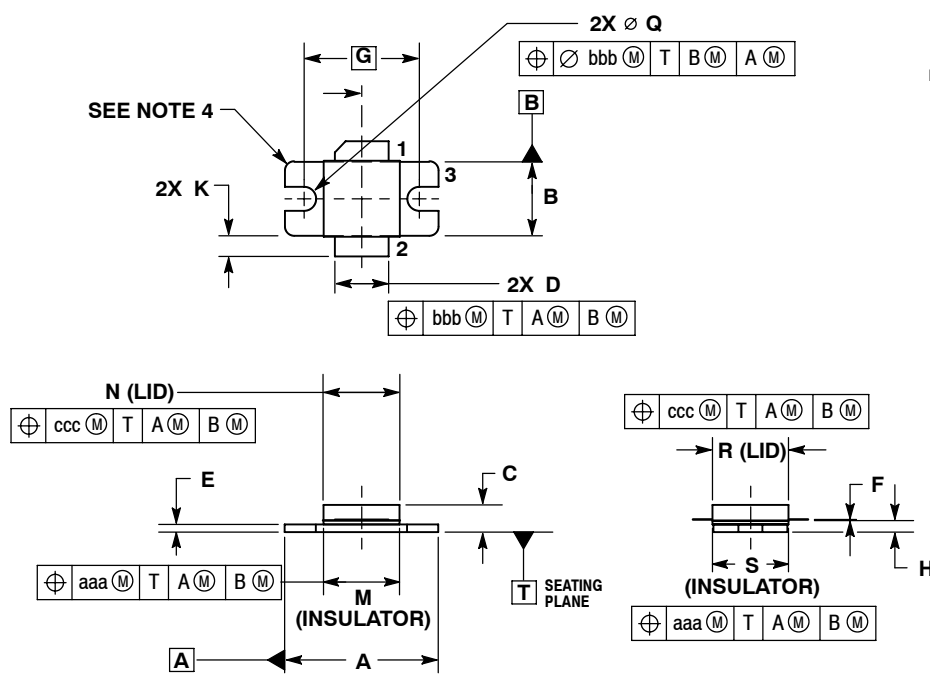 2X ⌀ Q
⌖ ⌀ bbb Ⓜ T B Ⓜ A Ⓜ
G
B
SEE NOTE 4
1
3
2X K
B
2
2X D
⌖ bbb Ⓜ T A Ⓜ B Ⓜ
N (LID)
⌖ ccc Ⓜ T A Ⓜ B Ⓜ
⌖ ccc Ⓜ T A Ⓜ B Ⓜ
R (LID)
E
C
F
H
⌖ aaa Ⓜ T A Ⓜ B Ⓜ
M
(INSULATOR)
T SEATING
PLANE
S
(INSULATOR)
⌖ aaa Ⓜ T A Ⓜ B Ⓜ
A
A